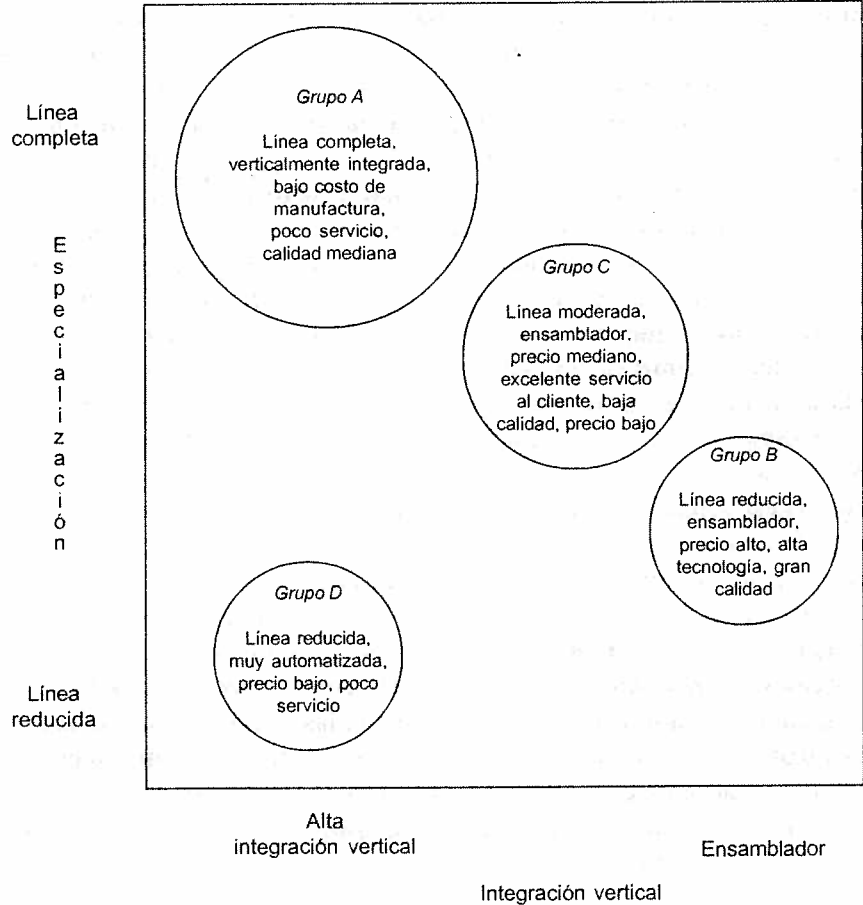 Línea
completa
Especialización
Línea
reducida
Grupo A
Linea completa,
verticalmente integrada,
bajo costo de
manufactura,
poco servicio,
calidad mediana
Grupo C
Línea moderada,
ensamblador.
precio mediano,
excelente servicio
al cliente, baja
calidad, precio bajo
Grupo B
Línea reducida,
ensamblador,
precio alto, alta
tecnología, gran
calidad
Grupo D
Línea reducida,
muy automatizada,
precio bajo, poco
servicio
Alta
integración vertical
Ensamblador
Integración vertical